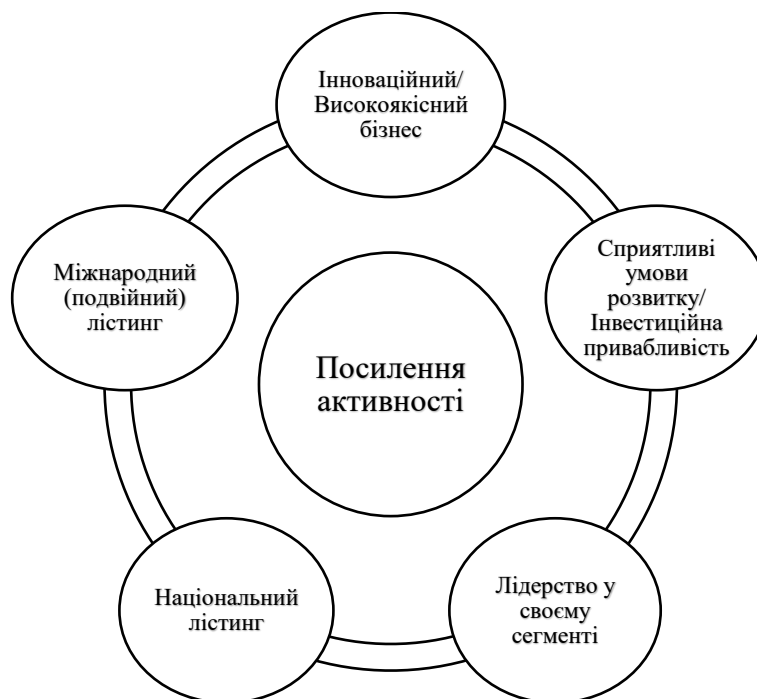 Інноваційний/
Високоякісний
бізнес
Сприятливі
умови
розвитку/
Інвестиційна
привабливість
Лідерство у
своєму
сегменті
Національний
лістинг
Міжнародний
(подвійний)
лістинг
Посилення
активності